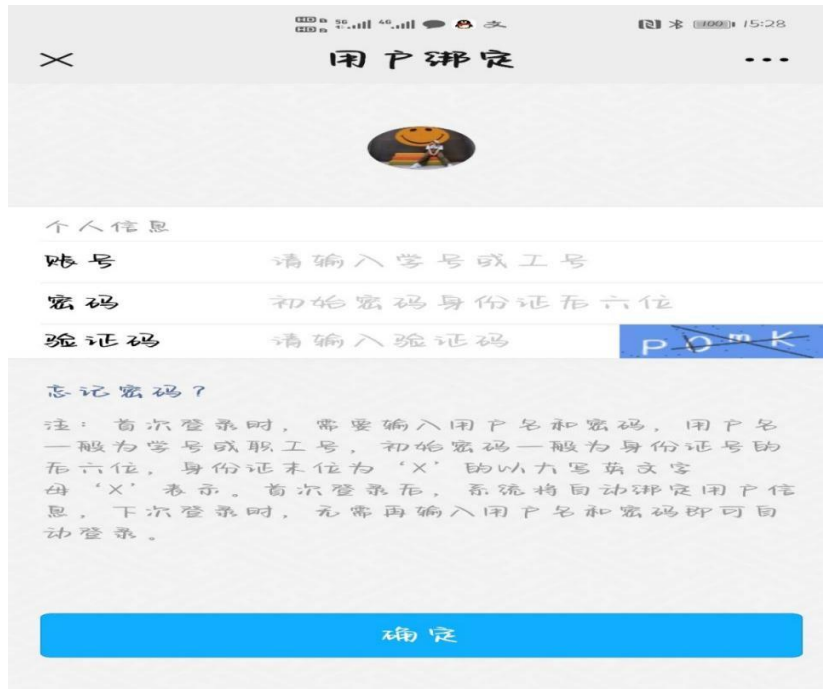 HD 5G 4G 支 100 15:28
用户绑定
个人信息
账号 请输入学号或工号
密码 初始密码身份证后六位
验证码 请输入验证码
忘记密码？
注：首次登录时，需要输入用户名和密码，用户名
一般为学号或职工号，初始密码一般为身份证号的
后六位，身份证末位为‘X’的以大写英文字
母‘X’表示。首次登录后，系统将自动绑定用户信
息，下次登录时，无需再输入用户名和密码即可自
动登录。
确定